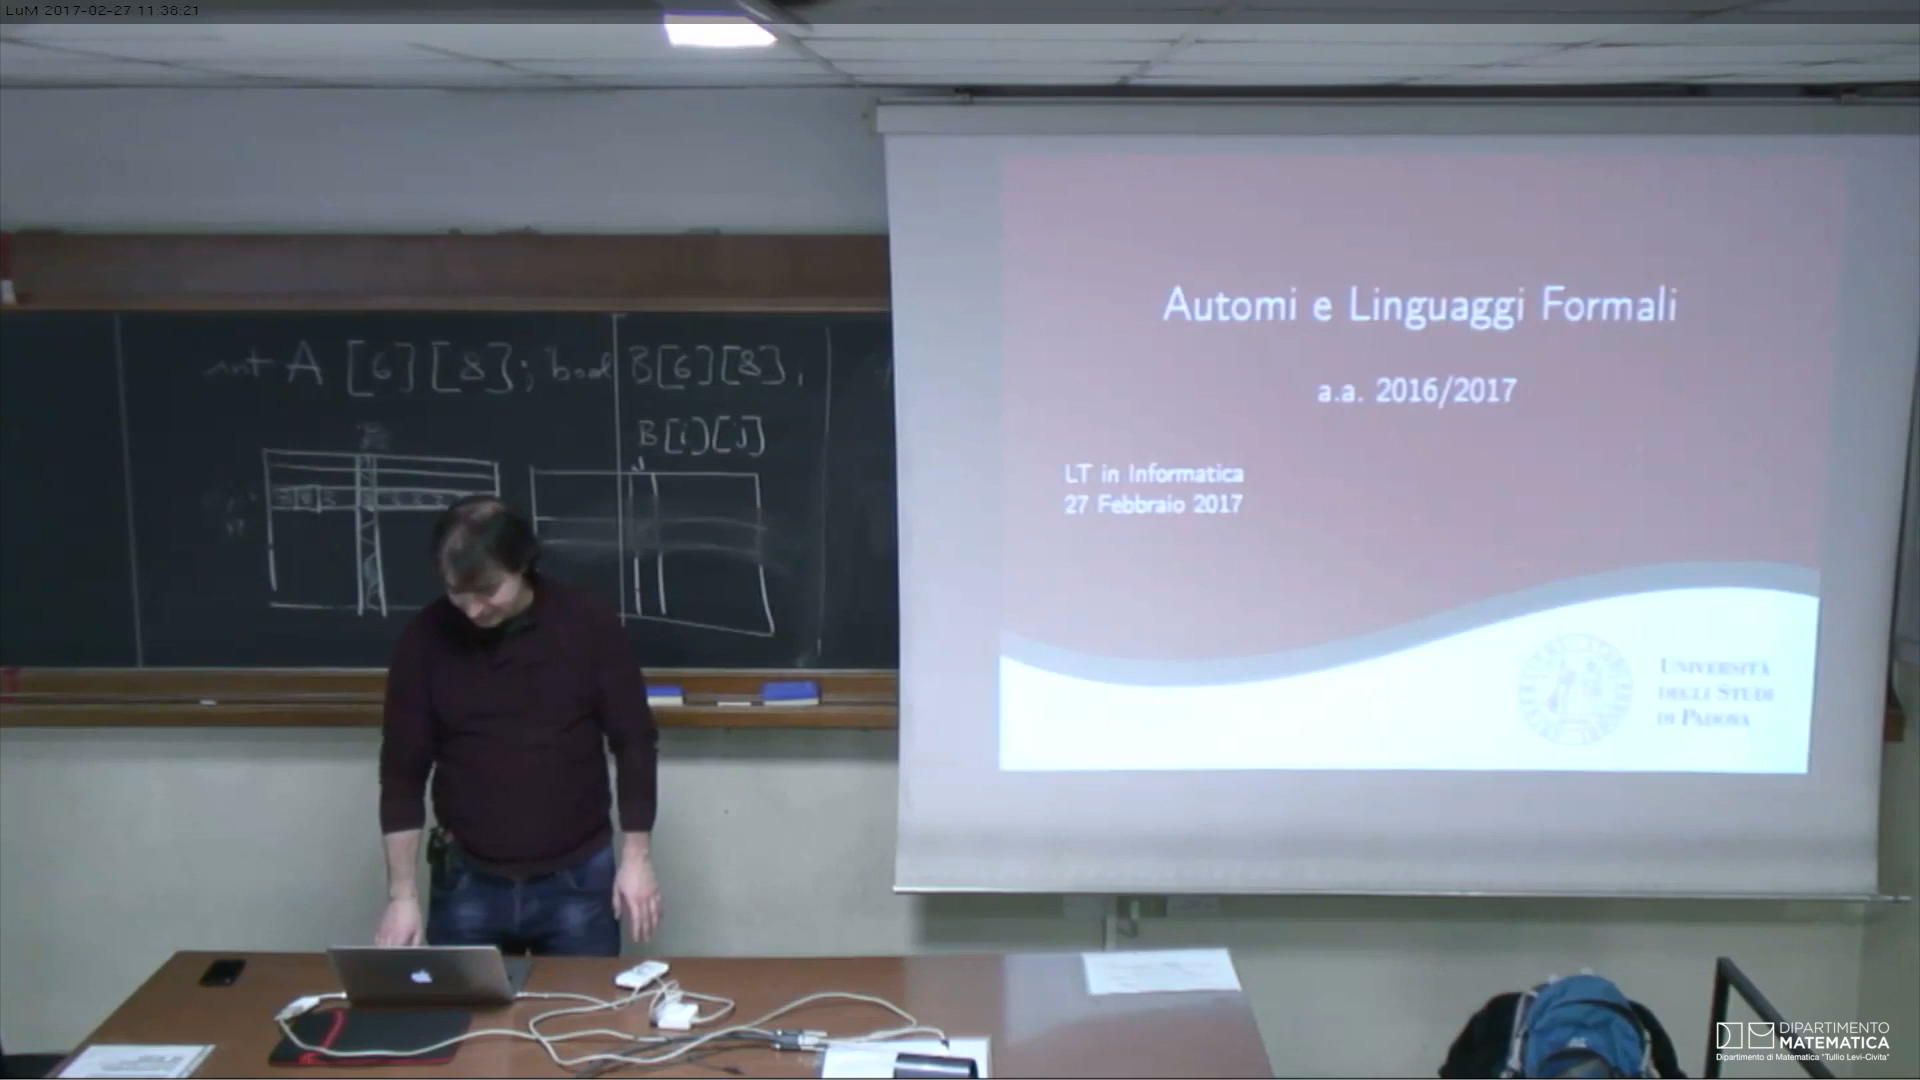 LuM 2017-02-27 11:38:21
int A [6][8]; bool B[6][8],
B[i][j]
Automi e Linguaggi Formali
a.a. 2016/2017
LT in Informatica
27 Febbraio 2017
UNIVERSITÀ
DEGLI STUDI
DI PADOVA
DIPARTIMENTO
MATEMATICA
Dipartimento di Matematica "Tullio Levi-Civita"